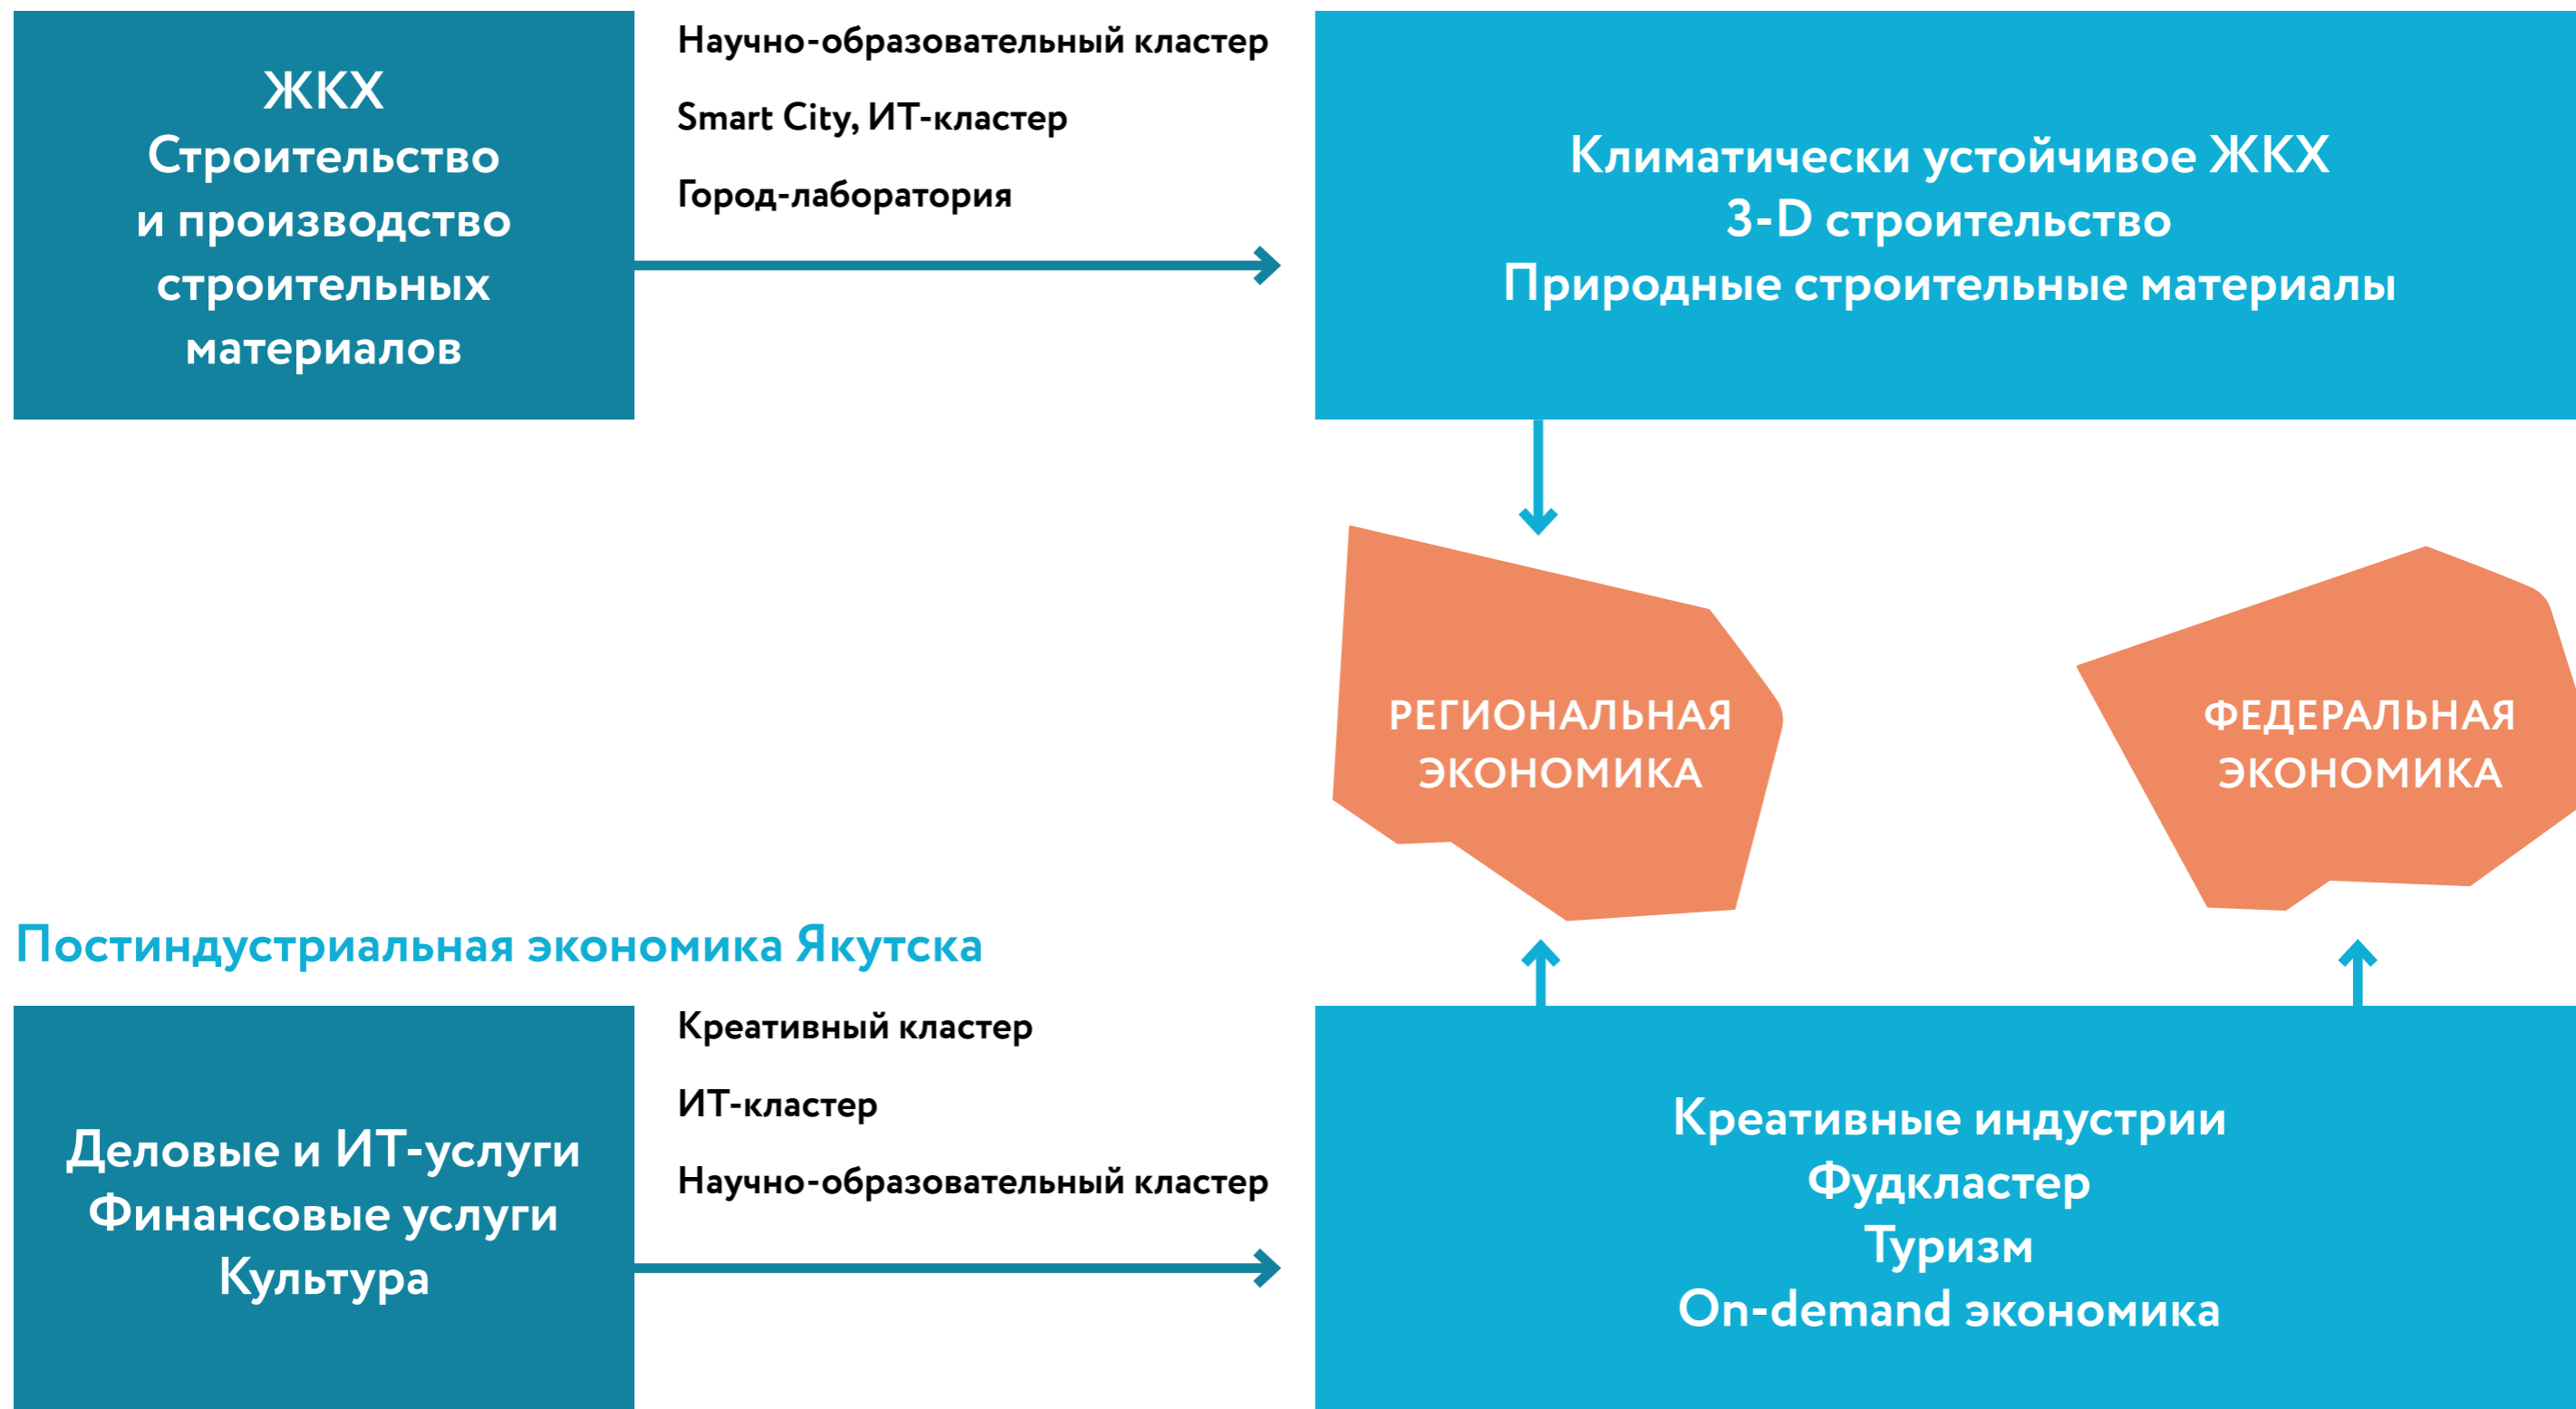 ЖКХ
Строительство
и производство
строительных
материалов
Научно-образовательный кластер
Smart City, ИТ-кластер
Город-лаборатория
Климатически устойчивое ЖКХ
3-D строительство
Природные строительные материалы
РЕГИОНАЛЬНАЯ
ЭКОНОМИКА
ФЕДЕРАЛЬНАЯ
ЭКОНОМИКА
Постиндустриальная экономика Якутска
Деловые и ИТ-услуги
Финансовые услуги
Культура
Креативный кластер
ИТ-кластер
Научно-образовательный кластер
Креативные индустрии
Фудкластер
Туризм
On-demand экономика